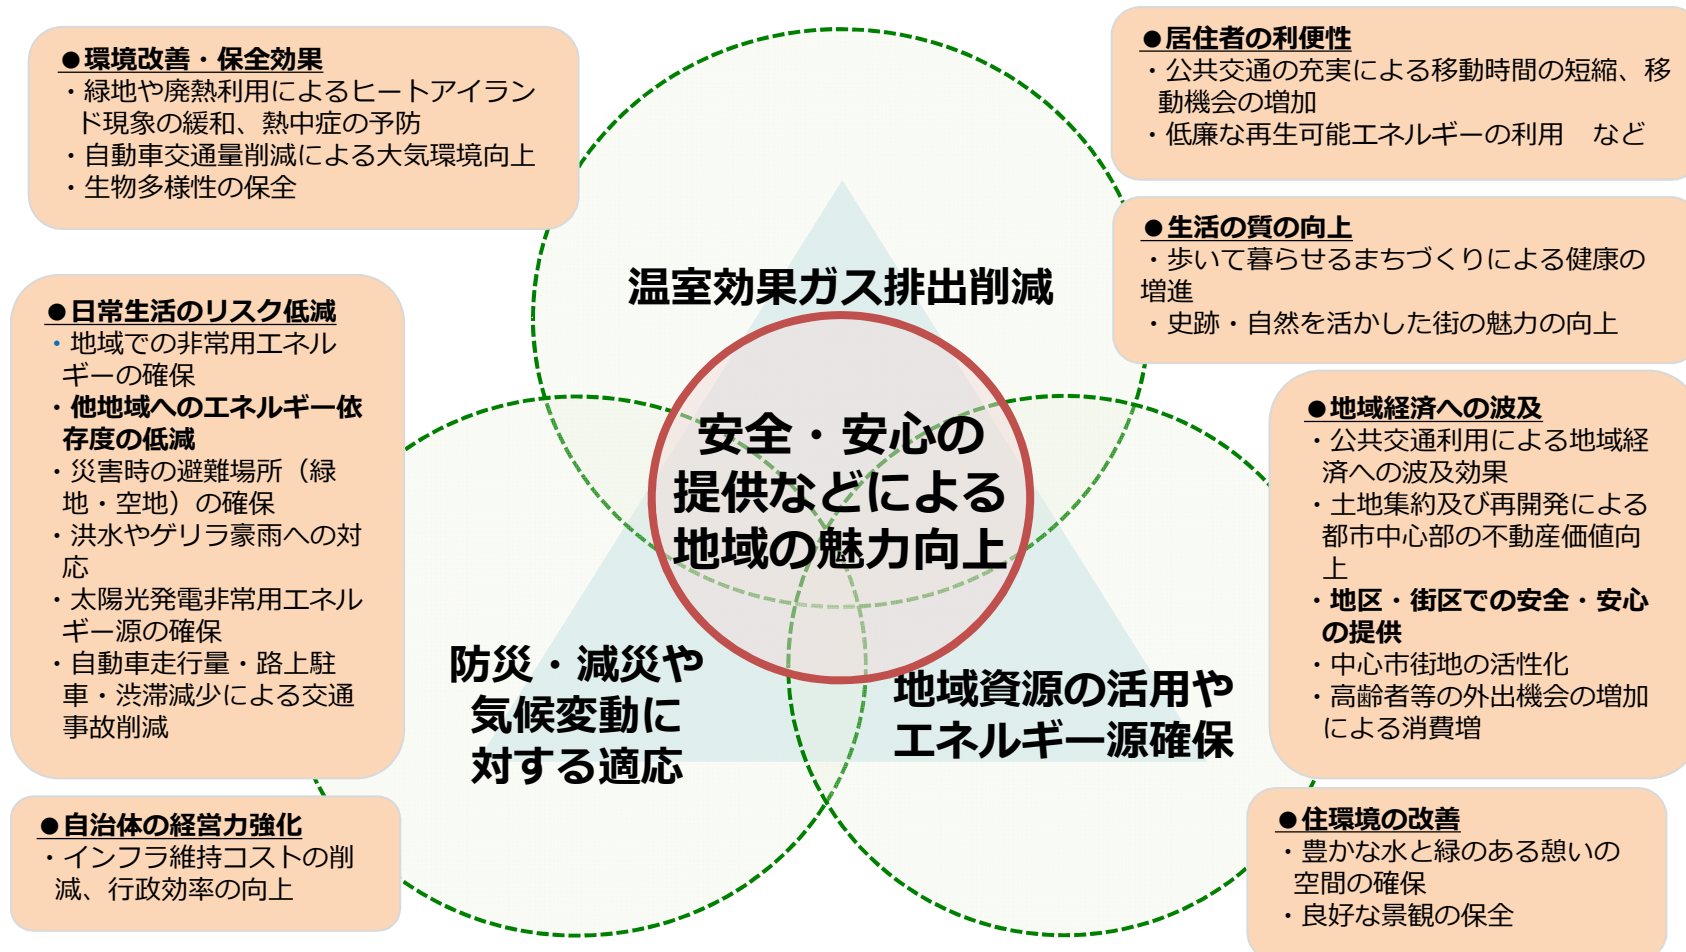 ●環境改善・保全効果
・緑地や廃熱利用によるヒートアイラン
ド現象の緩和、熱中症の予防
・自動車交通量削減による大気環境向上
・生物多様性の保全
●居住者の利便性
・公共交通の充実による移動時間の短縮、移
動機会の増加
・低廉な再生可能エネルギーの利用　など
●生活の質の向上
・歩いて暮らせるまちづくりによる健康の
増進
・史跡・自然を活かした街の魅力の向上
●日常生活のリスク低減
・地域での非常用エネル
ギーの確保
・他地域へのエネルギー依
存度の低減
・災害時の避難場所（緑
地・空地）の確保
・洪水やゲリラ豪雨への対
応
・太陽光発電非常用エネル
ギー源の確保
・自動車走行量・路上駐
車・渋滞減少による交通
事故削減
温室効果ガス排出削減
安全・安心の
提供などによる
地域の魅力向上
防災・減災や
気候変動に
対する適応
地域資源の活用や
エネルギー源確保
●地域経済への波及
・公共交通利用による地域経
済への波及効果
・土地集約及び再開発による
都市中心部の不動産価値向
上
・地区・街区での安全・安心
の提供
・中心市街地の活性化
・高齢者等の外出機会の増加
による消費増
●自治体の経営力強化
・インフラ維持コストの削
減、行政効率の向上
●住環境の改善
・豊かな水と緑のある憩いの
空間の確保
・良好な景観の保全